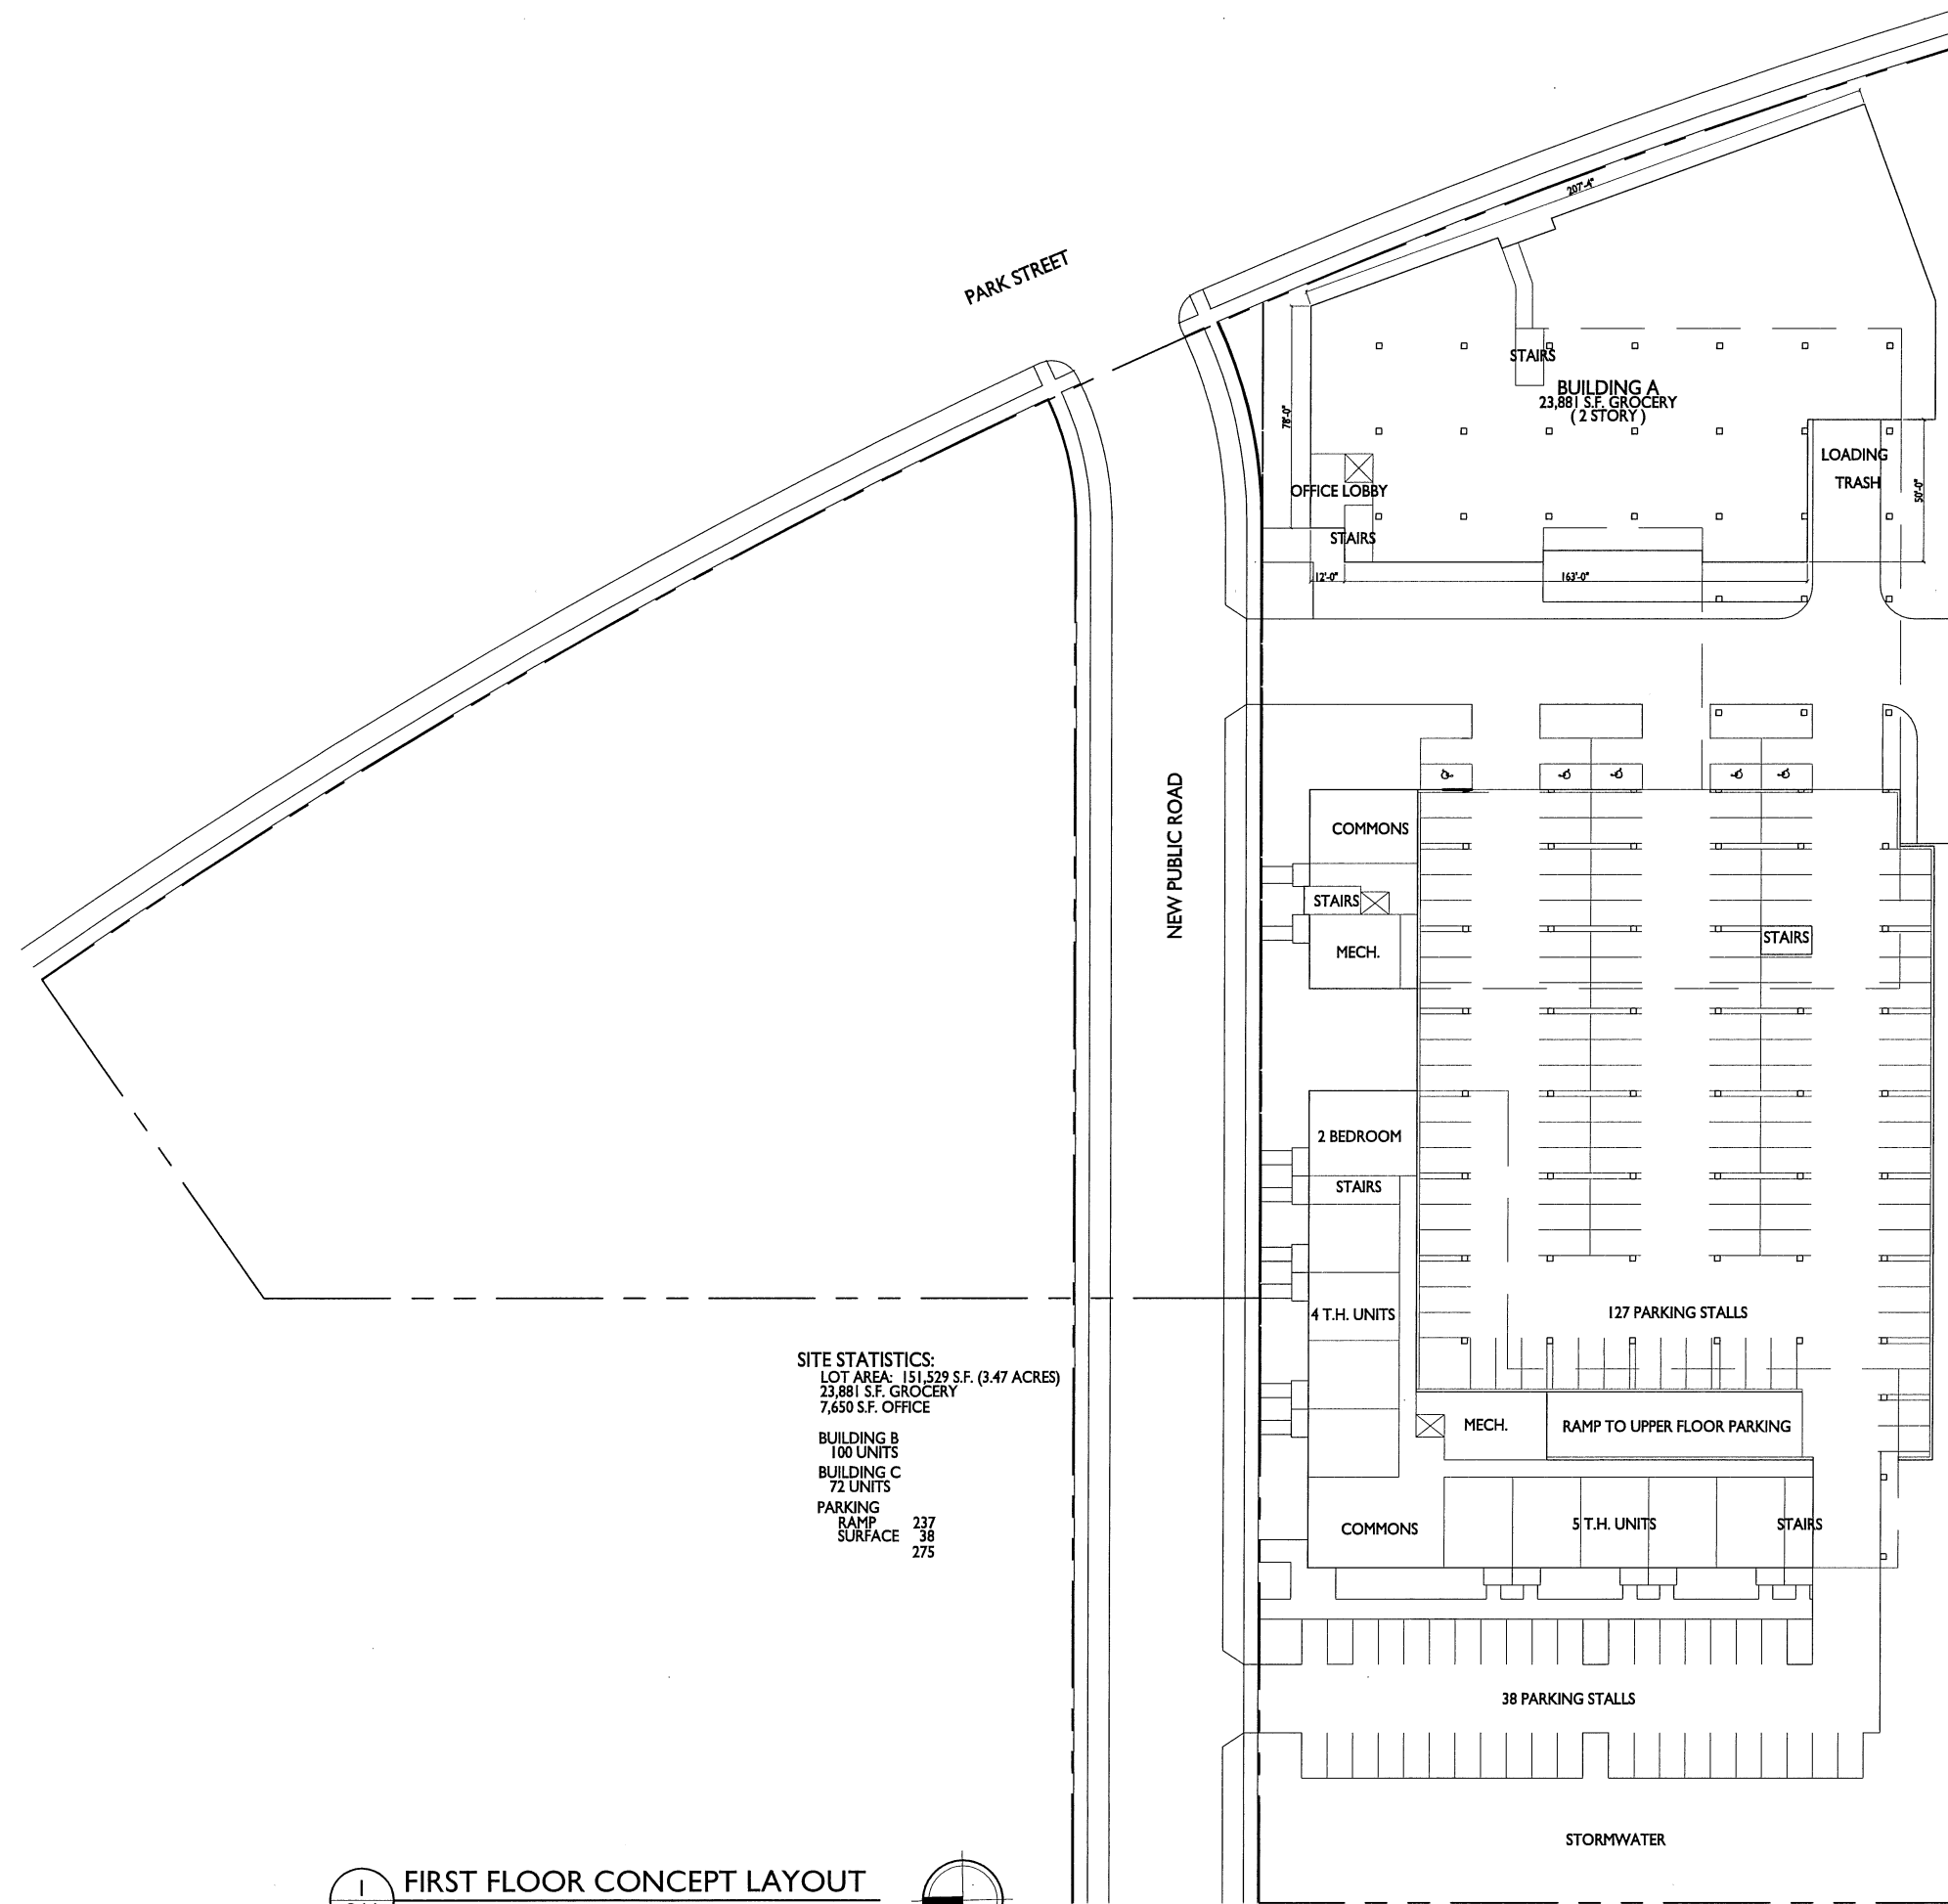 207'-4"
PARK STREET
STAIRS
BUILDING A
23,881 S.F. GROCERY
( 2 STORY )
78'-0"
LOADING
TRASH
OFFICE LOBBY
50'-0"
STAIRS
12'-0"
163'-0"
NEW PUBLIC ROAD
COMMONS
STAIRS
MECH.
STAIRS
2 BEDROOM
STAIRS
4 T.H. UNITS
127 PARKING STALLS
SITE STATISTICS:
LOT AREA: 151,529 S.F. (3.47 ACRES)
23,881 S.F. GROCERY
7,650 S.F. OFFICE
BUILDING B
100 UNITS
BUILDING C
72 UNITS
PARKING
RAMP 237
SURFACE 38
275
MECH.
RAMP TO UPPER FLOOR PARKING
COMMONS
5 T.H. UNITS
STAIRS
38 PARKING STALLS
STORMWATER
1
FIRST FLOOR CONCEPT LAYOUT